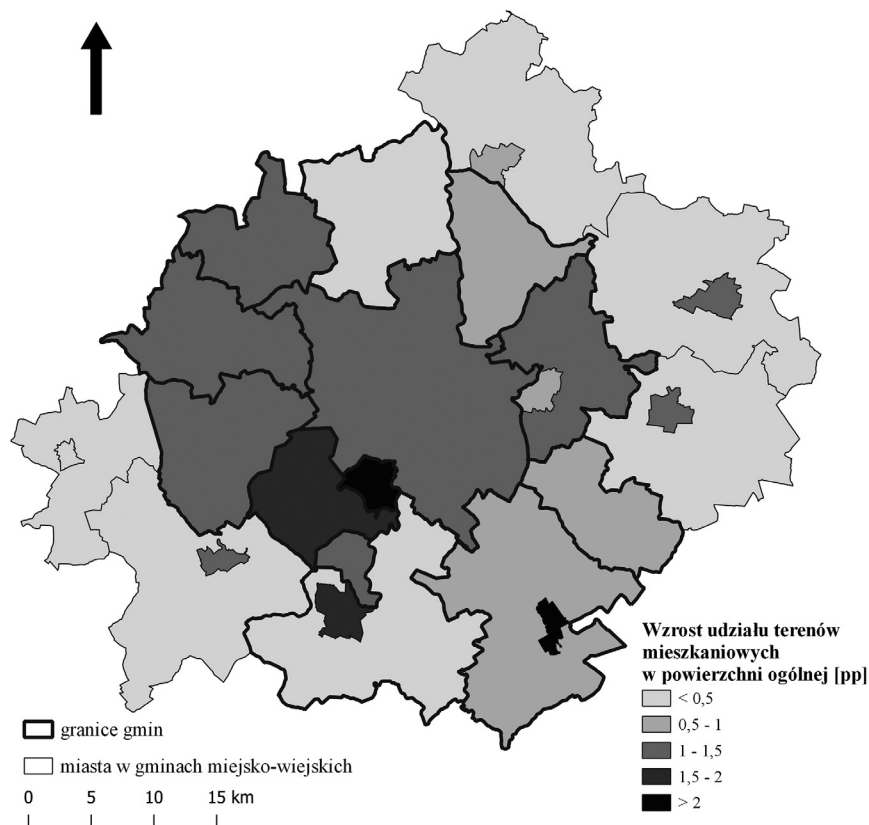 Wzrost udziału terenów
mieszkaniowych
w powierzchni ogólnej [pp]
< 0,5
0,5 - 1
1 - 1,5
1,5 - 2
> 2
granice gmin
miasta w gminach miejsko-wiejskich
0 5 10 15 km